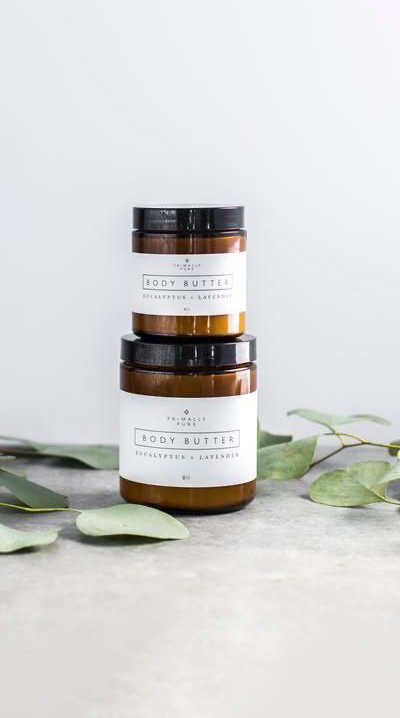 PRIMALLY
PURE
BODY BUTTER
EUCALYPTUS + LAVENDER
PRIMALLY
PURE
BODY BUTTER
EUCALYPTUS + LAVENDER